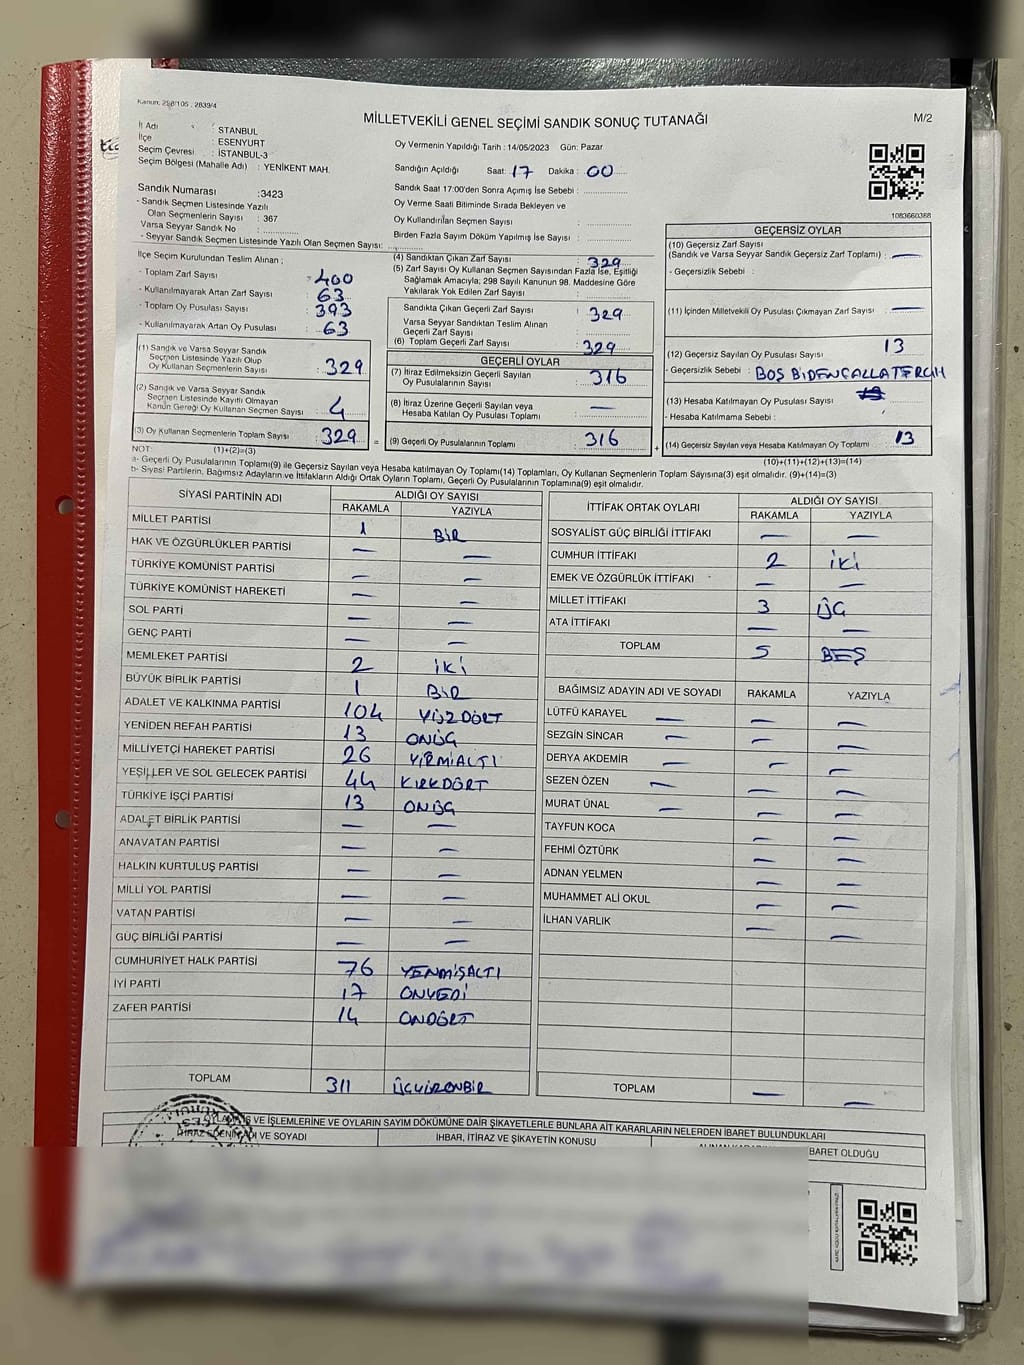 Kanun: 298/105 , 2839/4
MİLLETVEKİLİ GENEL SEÇİMİ SANDIK SONUÇ TUTANAĞI
M/2
İl Adı : STANBUL
İlçe : ESENYURT
Seçim Çevresi : İSTANBUL-3
Seçim Bölgesi (Mahalle Adı) : YENİKENT MAH.
Oy Vermenin Yapıldığı Tarih : 14/05/2023 Gün: Pazar
Sandığın Açıldığı Saat: 17 Dakika: 00
Sandık Numarası :3423
- Sandık Seçmen Listesinde Yazılı
Olan Seçmenlerin Sayısı : 367
Varsa Seyyar Sandık No :
- Seyyar Sandık Seçmen Listesinde Yazılı Olan Seçmen Sayısı:
Sandık Saat 17:00'den Sonra Açımış İse Sebebi :
Oy Verme Saati Bitiminde Sırada Bekleyen ve
Oy Kullandırılan Seçmen Sayısı :
Birden Fazla Sayım Döküm Yapılmış İse Sayısı :
1083660388
İlçe Seçim Kurulundan Teslim Alınan ;
- Toplam Zarf Sayısı : 400
- Kullanılmayarak Artan Zarf Sayısı : 63
- Toplam Oy Pusulası Sayısı : 393
- Kullanılmayarak Artan Oy Pusulası : 63
(1) Sandık ve Varsa Seyyar Sandık
Seçmen Listesinde Yazılı Olup
Oy Kullanan Seçmenlerin Sayısı : 329
(2) Sandık ve Varsa Seyyar Sandık
Seçmen Listesinde Kayıtlı Olmayan
Kanun Gereği Oy Kullanan Seçmen Sayısı : 4
(3) Oy Kullanan Seçmenlerin Toplam Sayısı : 329 =
(4) Sandıktan Çıkan Zarf Sayısı : 329
(5) Zarf Sayısı Oy Kullanan Seçmen Sayısından Fazla İse, Eşitliği
Sağlamak Amacıyla; 298 Sayılı Kanunun 98. Maddesine Göre
Yakılarak Yok Edilen Zarf Sayısı :
Sandıkta Çıkan Geçerli Zarf Sayısı : 329
Varsa Seyyar Sandıktan Teslim Alınan
Geçerli Zarf Sayısı :
(6) Toplam Geçerli Zarf Sayısı : 329
GEÇERLİ OYLAR
(7) İtiraz Edilmeksizin Geçerli Sayılan
Oy Pusulalarının Sayısı : 316
(8) İtiraz Üzerine Geçerli Sayılan veya
Hesaba Katılan Oy Pusulaları Toplamı : —
(9) Geçerli Oy Pusulalarının Toplamı : 316 +
GEÇERSİZ OYLAR
(10) Geçersiz Zarf Sayısı
(Sandık ve Varsa Seyyar Sandık Geçersiz Zarf Toplamı) : —
- Geçersizlik Sebebi :
(11) İçinden Milletvekili Oy Pusulası Çıkmayan Zarf Sayısı : —
(12) Geçersiz Sayılan Oy Pusulası Sayısı : 13
- Geçersizlik Sebebi : BOŞ BİDENÇALLATERCİH
(13) Hesaba Katılmayan Oy Pusulası Sayısı :
- Hesaba Katılmama Sebebi :
(14) Geçersiz Sayılan veya Hesaba Katılmayan Oy Toplamı : 13
NOT: (1)+(2)=(3)
(10)+(11)+(12)+(13)=(14)
a- Geçerli Oy Pusulalarının Toplamı(9) ile Geçersiz Sayılan veya Hesaba katılmayan Oy Toplamı(14) Toplamları, Oy Kullanan Seçmenlerin Toplam Sayısına(3) eşit olmalıdır. (9)+(14)=(3)
b- Siyasi Partilerin, Bağımsız Adayların ve İttifakların Aldığı Ortak Oyların Toplamı, Geçerli Oy Pusulalarının Toplamına(9) eşit olmalıdır.
SİYASİ PARTİNİN ADI ALDIĞI OY SAYISI
RAKAMLA YAZIYLA
MİLLET PARTİSİ 1 BİR
HAK VE ÖZGÜRLÜKLER PARTİSİ — —
TÜRKİYE KOMÜNİST PARTİSİ — —
TÜRKİYE KOMÜNİST HAREKETİ — —
SOL PARTİ — —
GENÇ PARTİ — —
MEMLEKET PARTİSİ 2 İKİ
BÜYÜK BİRLİK PARTİSİ 1 BİR
ADALET VE KALKINMA PARTİSİ 104 YÜZDÖRT
YENİDEN REFAH PARTİSİ 13 ONÜÇ
MİLLİYETÇİ HAREKET PARTİSİ 26 YİRMİALTI
YEŞİLLER VE SOL GELECEK PARTİSİ 44 KIRKDÖRT
TÜRKİYE İŞÇİ PARTİSİ 13 ONÜÇ
ADALET BİRLİK PARTİSİ — —
ANAVATAN PARTİSİ — —
HALKIN KURTULUŞ PARTİSİ — —
MİLLİ YOL PARTİSİ — —
VATAN PARTİSİ — —
GÜÇ BİRLİĞİ PARTİSİ — —
CUMHURİYET HALK PARTİSİ 76 YENMİŞALTI
İYİ PARTİ 17 ONYEDİ
ZAFER PARTİSİ 14 ONDÖRT
TOPLAM 311 ÜÇYÜZONBİR
İTTİFAK ORTAK OYLARI ALDIĞI OY SAYISI
RAKAMLA YAZIYLA
SOSYALİST GÜÇ BİRLİĞİ İTTİFAKI — —
CUMHUR İTTİFAKI 2 İKİ
EMEK VE ÖZGÜRLÜK İTTİFAKI — —
MİLLET İTTİFAKI 3 ÜÇ
ATA İTTİFAKI — —
TOPLAM 5 BEŞ
BAĞIMSIZ ADAYIN ADI VE SOYADI RAKAMLA YAZIYLA
LÜTFÜ KARAYEL — — —
SEZGİN SİNCAR — — —
DERYA AKDEMİR — — —
SEZEN ÖZEN — — —
MURAT ÜNAL — — —
TAYFUN KOCA — —
FEHMİ ÖZTÜRK — —
ADNAN YELMEN — —
MUHAMMET ALİ OKUL — —
İLHAN VARLIK — —
TOPLAM — —
VE İŞLEMLERİNE VE OYLARIN SAYIM DÖKÜMÜNE DAİR ŞİKAYETLERLE BUNLARA AİT KARARLARIN NELERDEN İBARET BULUNDUKLARI
ADI VE SOYADI İHBAR, İTİRAZ VE ŞİKAYETİN KONUSU BARET OLDUĞU